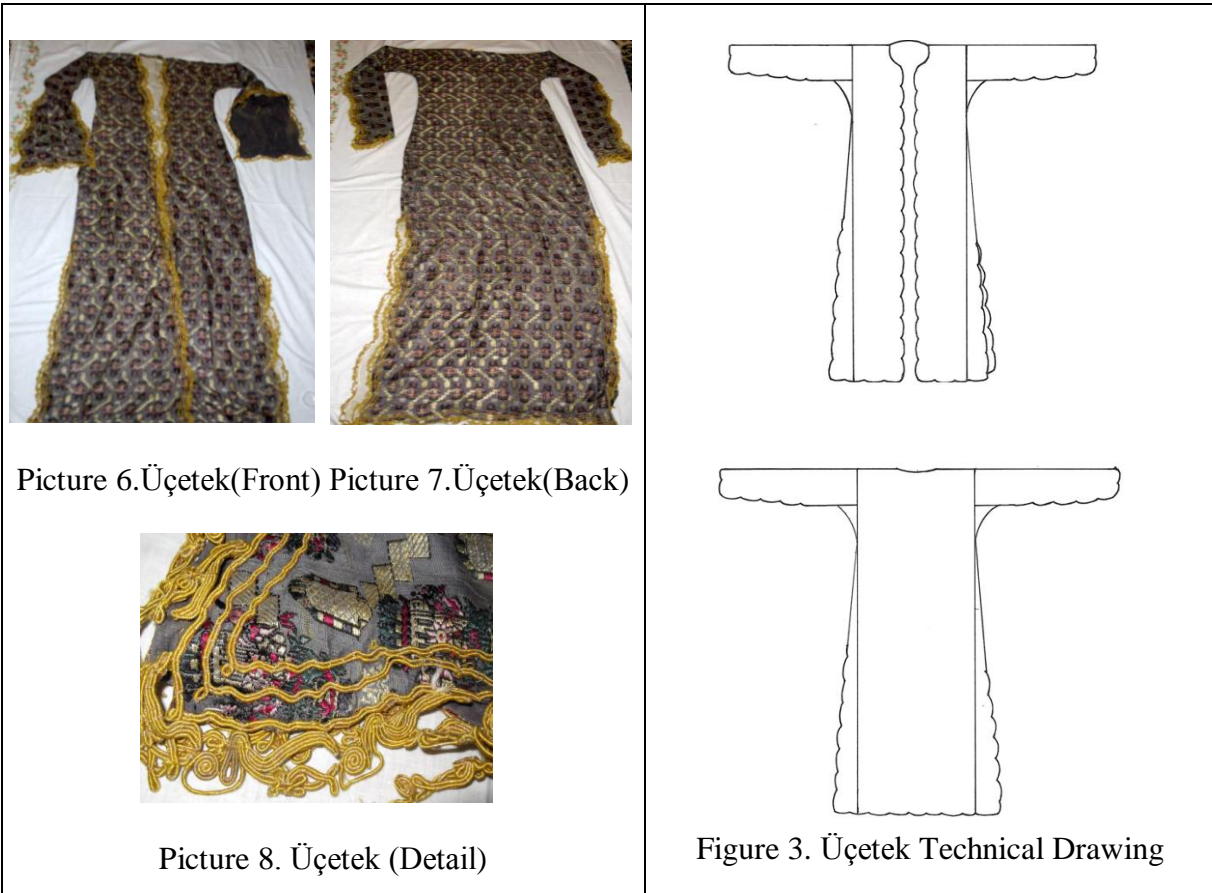 Picture 6.Üçetek(Front) Picture 7.Üçetek(Back)
Picture 8. Üçetek (Detail)
Figure 3. Üçetek Technical Drawing